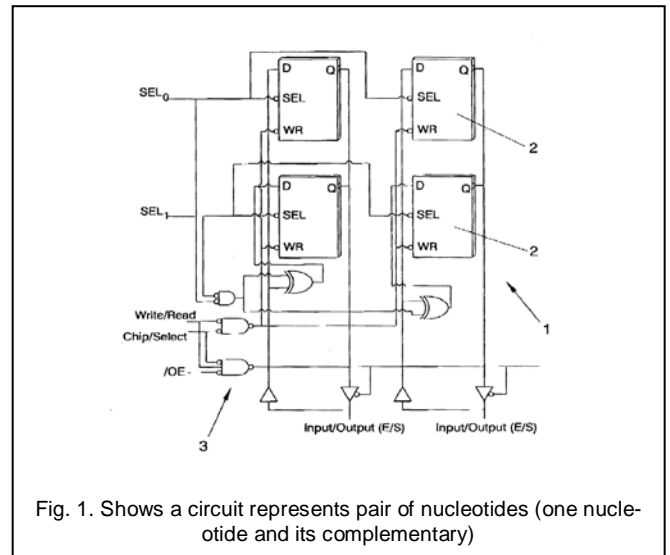 D Q D Q
SEL0
SEL SEL
WR WR
2
D Q D Q
SEL1
SEL SEL
2
WR WR
Write/Read
1
Chip/Select
/OE -
3
Input/Output (E/S) Input/Output (E/S)
Fig. 1. Shows a circuit represents pair of nucleotides (one nucle-
otide and its complementary)